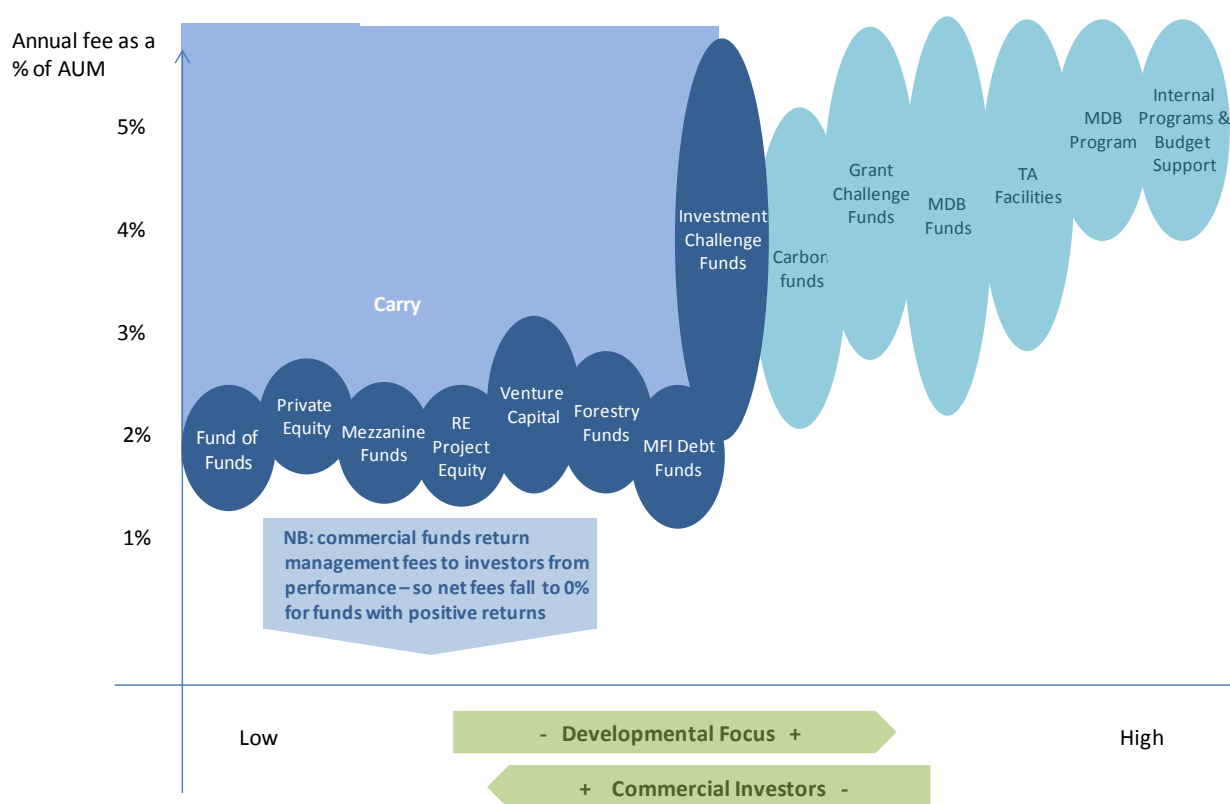 Annual fee as a
% of AUM
5%
4%
3%
2%
1%
Carry
Fund of
Funds
Private
Equity
Mezzanine
Funds
RE
Project
Equity
Venture
Capital
Forestry
Funds
MFI Debt
Funds
Investment
Challenge
Funds
Carbon
funds
Grant
Challenge
Funds
MDB
Funds
TA
Facilities
MDB
Program
Internal
Programs &
Budget
Support
NB: commercial funds return
management fees to investors from
performance – so net fees fall to 0%
for funds with positive returns
Low
- Developmental Focus +
High
+ Commercial Investors -